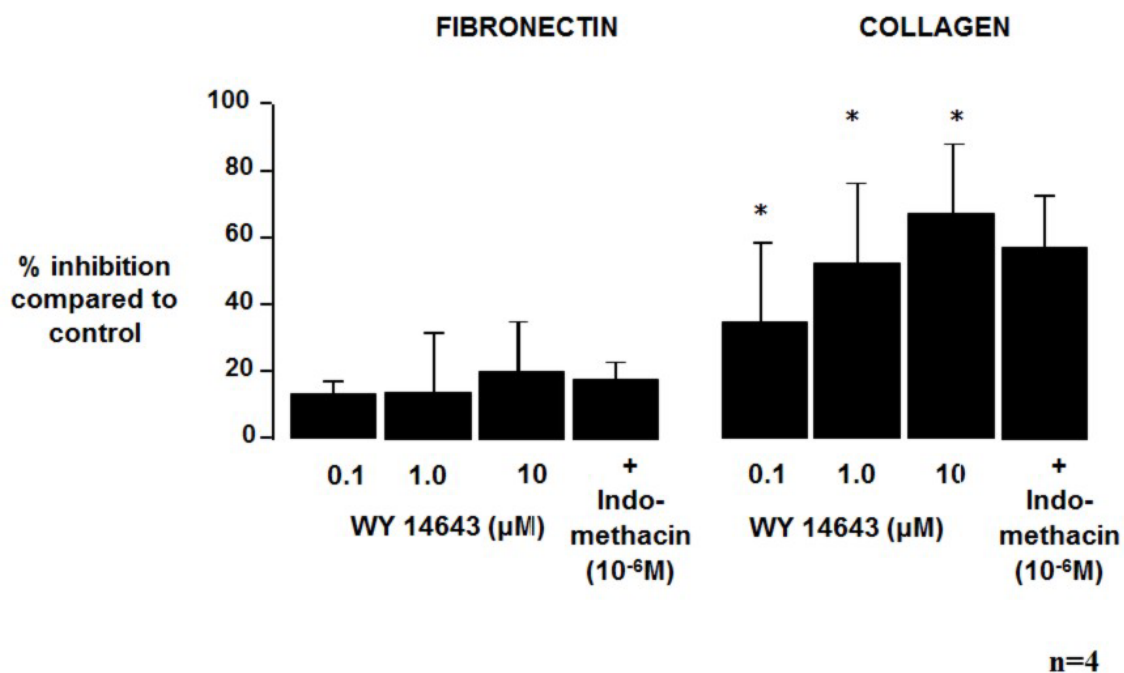 FIBRONECTIN COLLAGEN
100
80
60
40
20
0
% inhibition
compared to
control
* * *
0.1 1.0 10 + 0.1 1.0 10 +
WY 14643 (µM) Indo-
methacin
(10⁻⁶M)
WY 14643 (µM) Indo-
methacin
(10⁻⁶M)
n=4